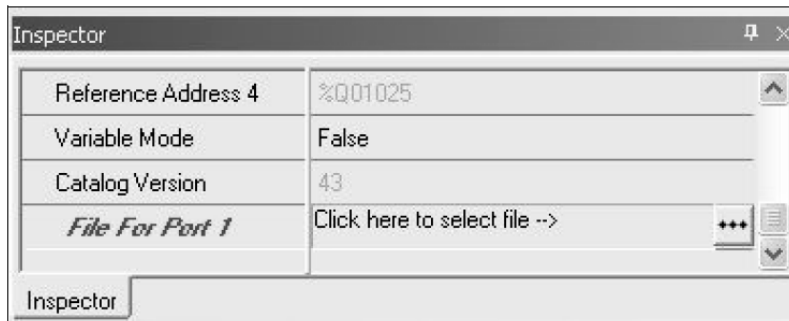 Inspector
Reference Address 4 %Q01025
Variable Mode False
Catalog Version 43
File For Port 1 Click here to select file -->
Inspector